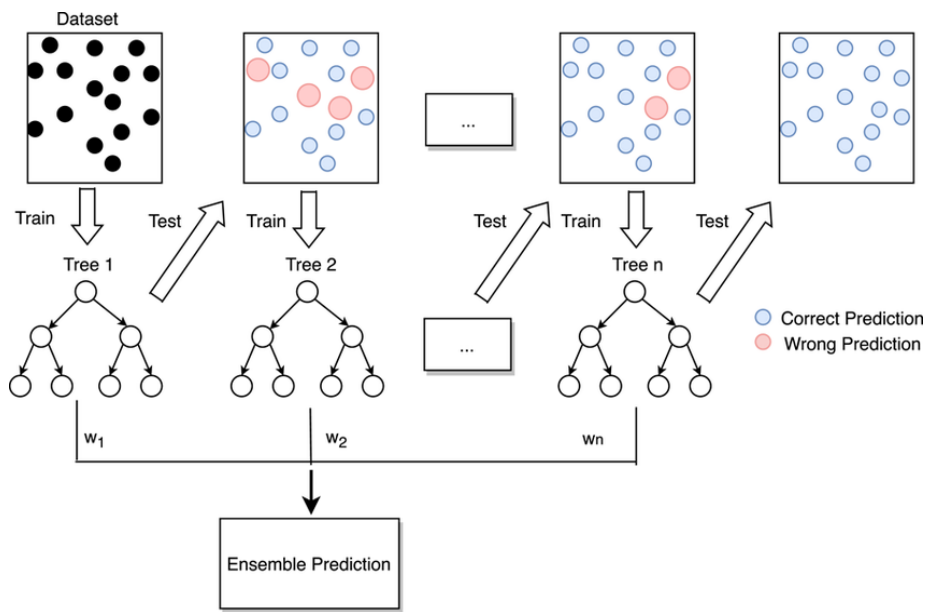 Dataset
...
Train
Test
Train
Test
Train
Test
Tree 1
Tree 2
Tree n
Correct Prediction
Wrong Prediction
...
w1
w2
wn
Ensemble Prediction